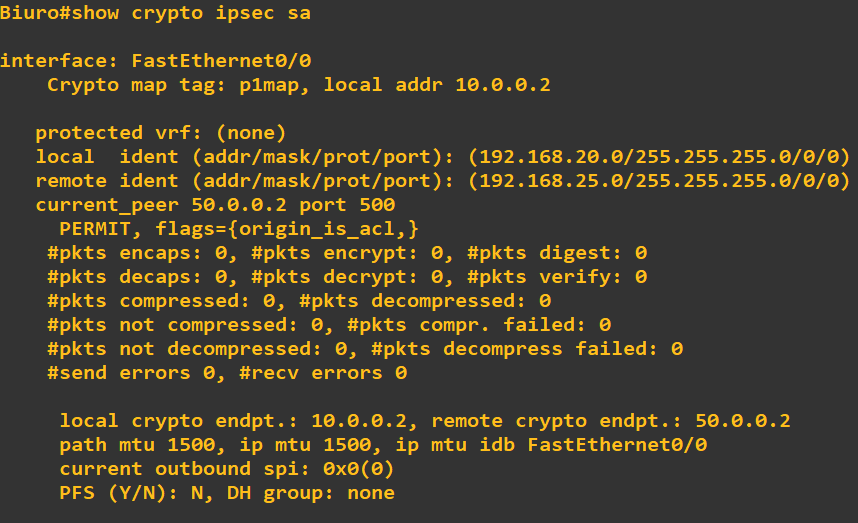 Biuro#show crypto ipsec sa
interface: FastEthernet0/0
Crypto map tag: p1map, local addr 10.0.0.2
protected vrf: (none)
local  ident (addr/mask/prot/port): (192.168.20.0/255.255.255.0/0/0)
remote ident (addr/mask/prot/port): (192.168.25.0/255.255.255.0/0/0)
current_peer 50.0.0.2 port 500
PERMIT, flags={origin_is_acl,}
#pkts encaps: 0, #pkts encrypt: 0, #pkts digest: 0
#pkts decaps: 0, #pkts decrypt: 0, #pkts verify: 0
#pkts compressed: 0, #pkts decompressed: 0
#pkts not compressed: 0, #pkts compr. failed: 0
#pkts not decompressed: 0, #pkts decompress failed: 0
#send errors 0, #recv errors 0
local crypto endpt.: 10.0.0.2, remote crypto endpt.: 50.0.0.2
path mtu 1500, ip mtu 1500, ip mtu idb FastEthernet0/0
current outbound spi: 0x0(0)
PFS (Y/N): N, DH group: none